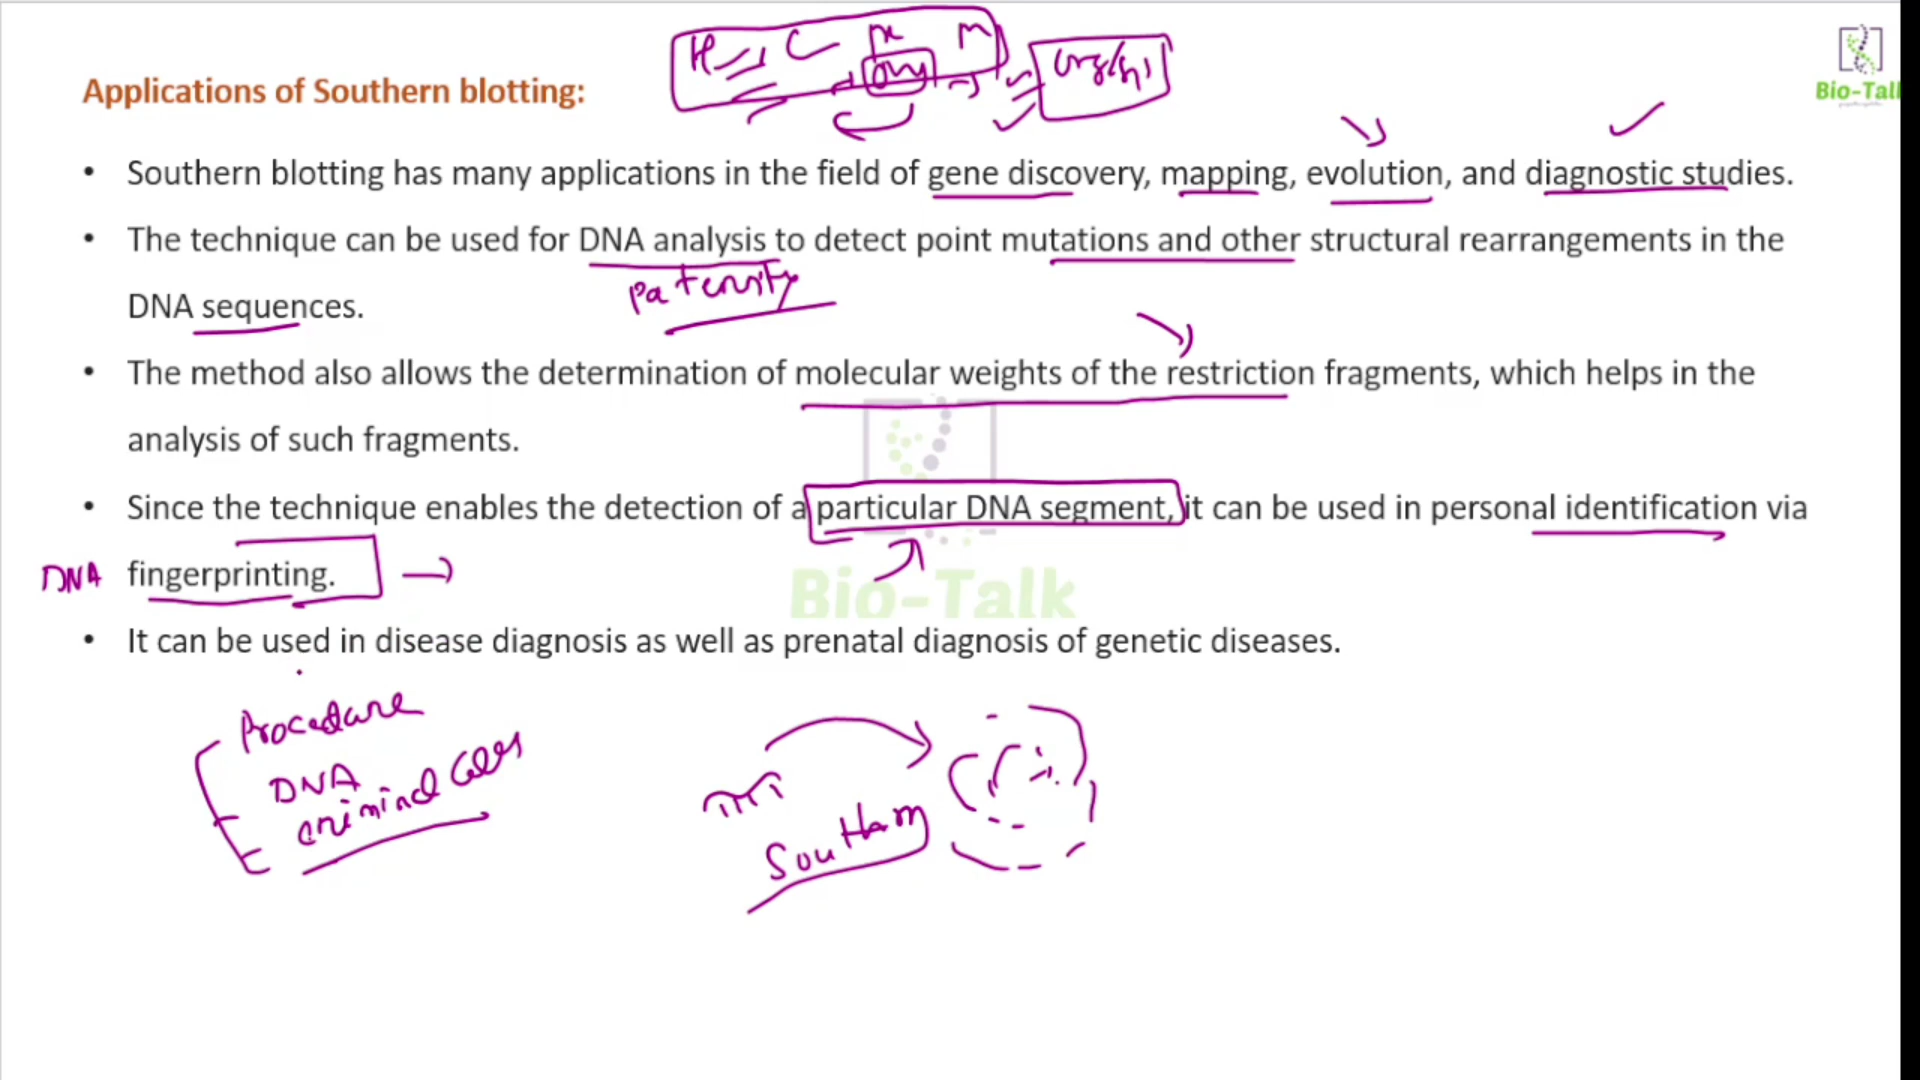 Applications of Southern blotting:
Bio-Talk
• Southern blotting has many applications in the field of gene discovery, mapping, evolution, and diagnostic studies.
• The technique can be used for DNA analysis to detect point mutations and other structural rearrangements in the
DNA sequences.
Paternity
• The method also allows the determination of molecular weights of the restriction fragments, which helps in the
analysis of such fragments.
• Since the technique enables the detection of a particular DNA segment, it can be used in personal identification via
DNA fingerprinting.
Bio-Talk
• It can be used in disease diagnosis as well as prenatal diagnosis of genetic diseases.
Procedure
DNA
criminal
Southern